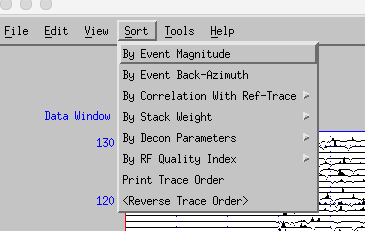 File Edit View Sort Tools Help
By Event Magnitude
By Event Back-Azimuth
By Correlation With Ref-Trace
Data Window
By Stack Weight
By Decon Parameters
130
By RF Quality Index
Print Trace Order
120
<Reverse Trace Order>